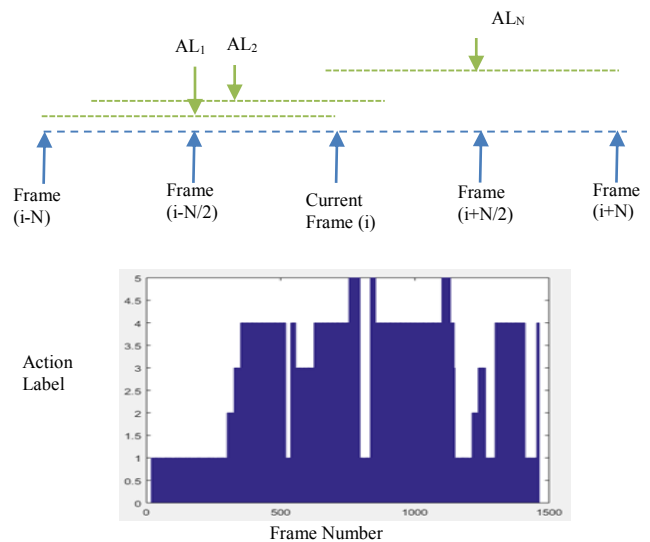 AL₁
AL₂
ALN
Frame
(i-N)
Frame
(i-N/2)
Current
Frame (i)
Frame
(i+N/2)
Frame
(i+N)
Action
Label
5
4.5
4
3.5
3
2.5
2
1.5
1
0.5
0
0
500
1000
1500
Frame Number